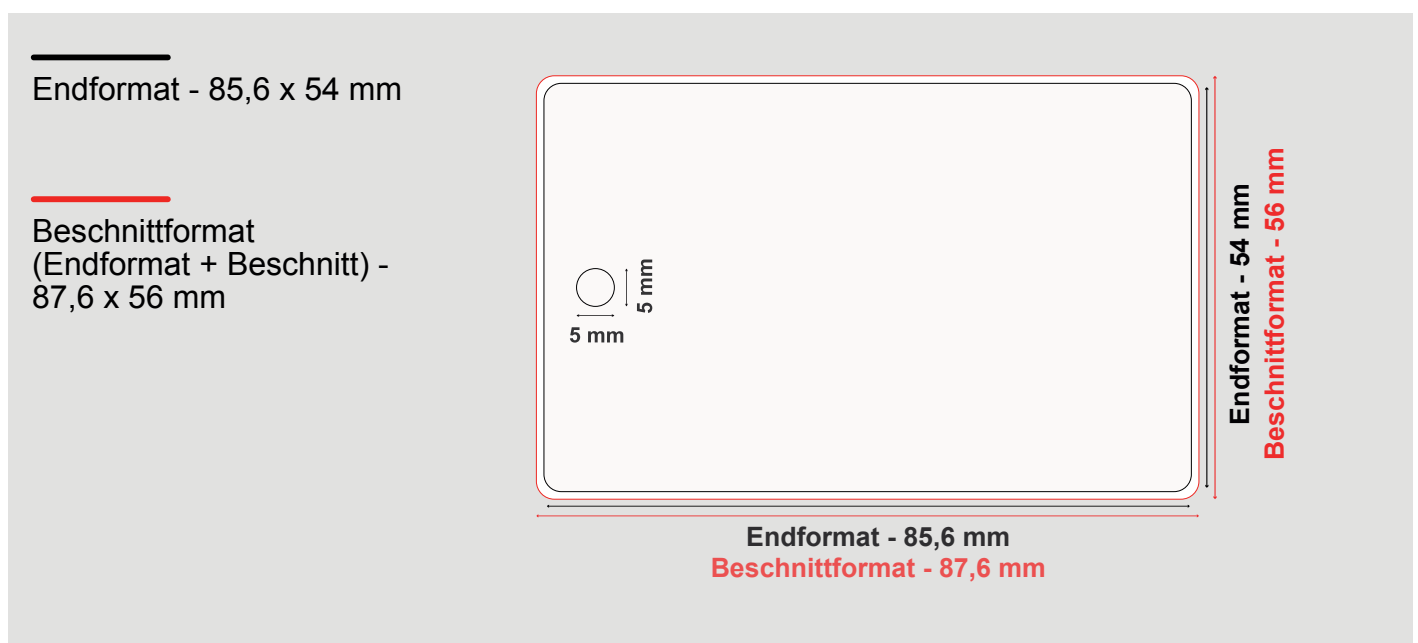 Endformat - 85,6 x 54 mm
Beschnittformat
(Endformat + Beschnitt) -
87,6 x 56 mm
5 mm
5 mm
Endformat - 54 mm
Beschnittformat - 56 mm
Endformat - 85,6 mm
Beschnittformat - 87,6 mm